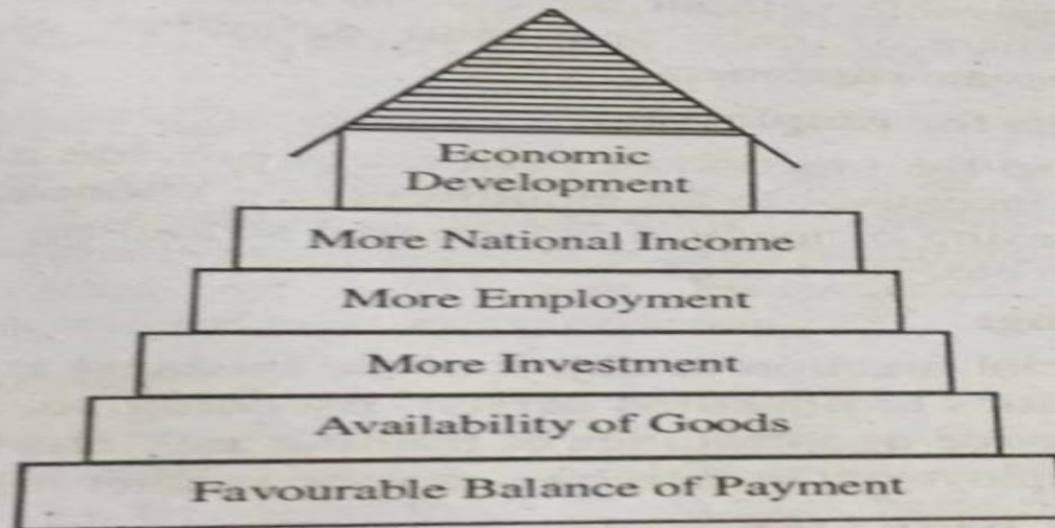 Economic
Development
More National Income
More Employment
More Investment
Availability of Goods
Favourable Balance of Payment